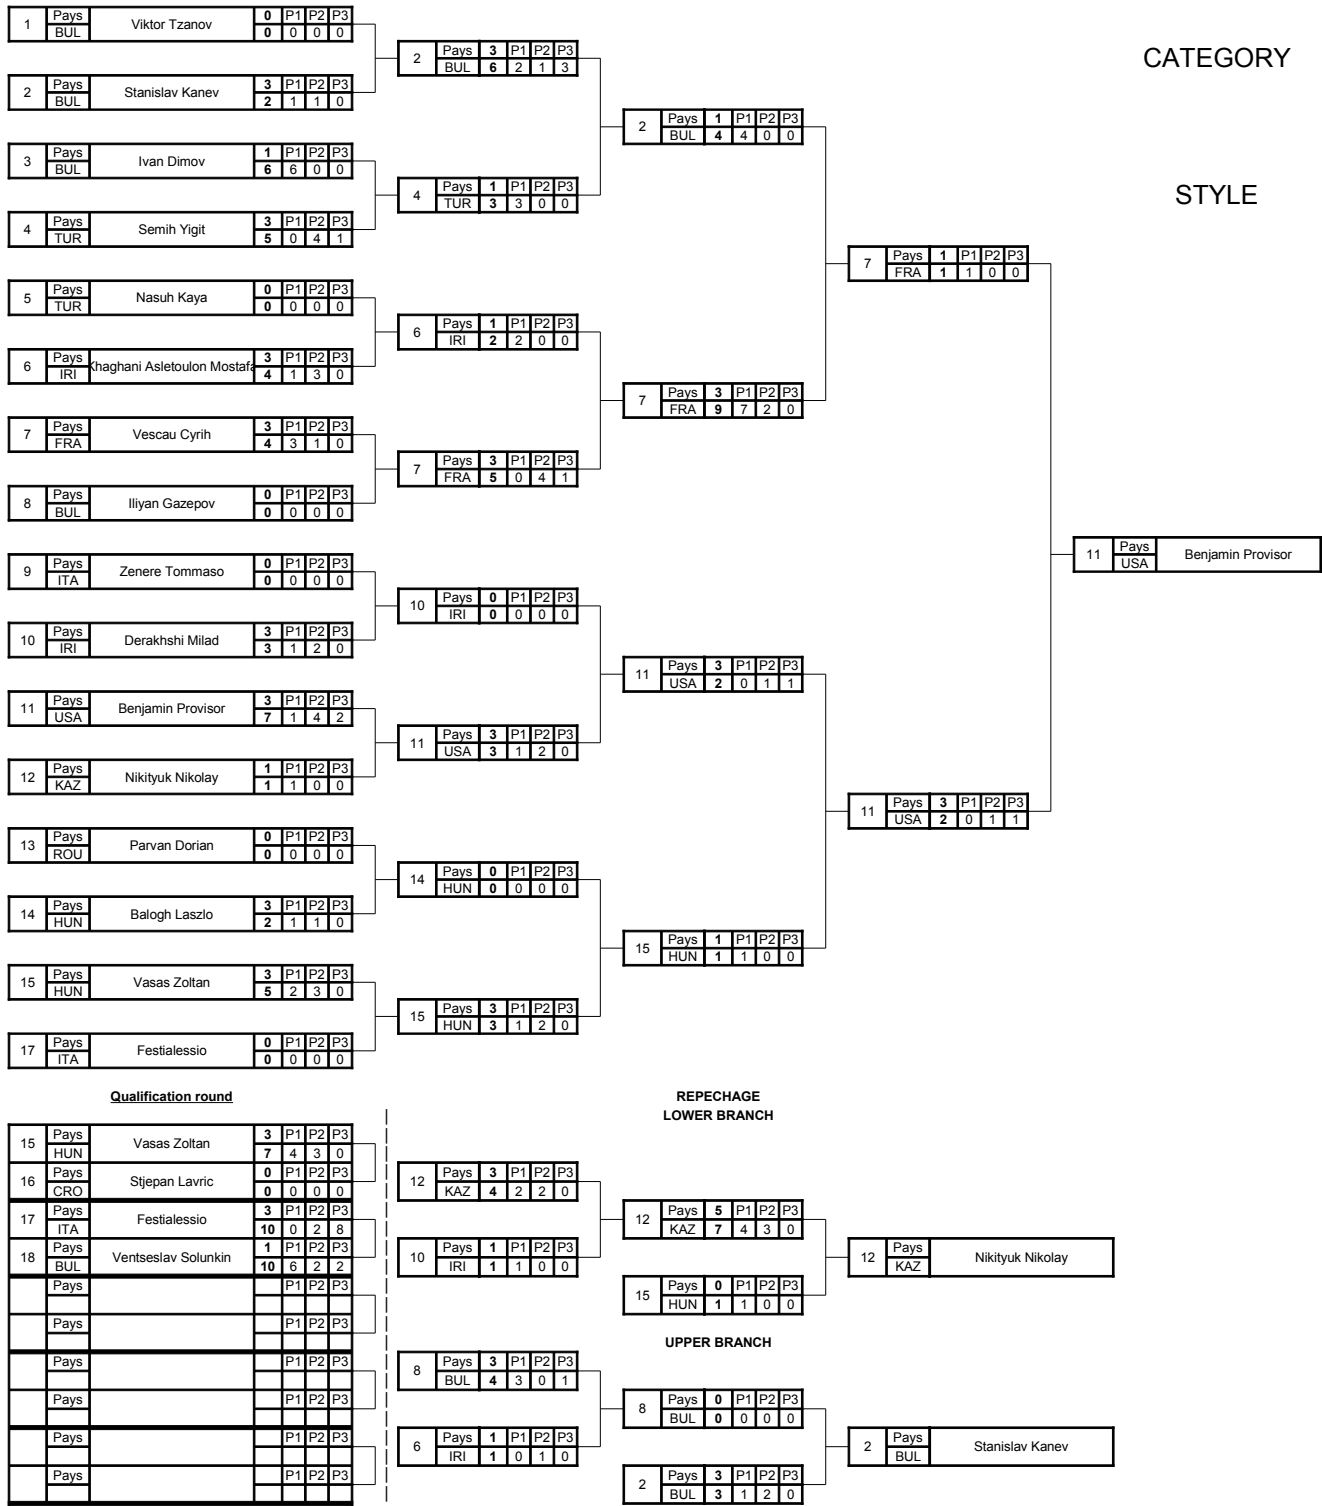 1 Pays BUL Viktor Tzanov 0 P1 P2 P3 0 0 0 0
2 Pays BUL 3 P1 P2 P3 6 2 1 3
CATEGORY
2 Pays BUL Stanislav Kanev 3 P1 P2 P3 2 1 1 0
2 Pays BUL 1 P1 P2 P3 4 4 0 0
3 Pays BUL Ivan Dimov 1 P1 P2 P3 6 6 0 0
4 Pays TUR 1 P1 P2 P3 3 3 0 0
STYLE
4 Pays TUR Semih Yigit 3 P1 P2 P3 5 0 4 1
7 Pays FRA 1 P1 P2 P3 1 1 0 0
5 Pays TUR Nasuh Kaya 0 P1 P2 P3 0 0 0 0
6 Pays IRI 1 P1 P2 P3 2 2 0 0
6 Pays IRI Khaghani Asletoulon Mostafa 3 P1 P2 P3 4 1 3 0
7 Pays FRA 3 P1 P2 P3 9 7 2 0
7 Pays FRA Vescau Cyrih 3 P1 P2 P3 4 3 1 0
7 Pays FRA 3 P1 P2 P3 5 0 4 1
8 Pays BUL Iliyan Gazepov 0 P1 P2 P3 0 0 0 0
11 Pays USA Benjamin Provisor
9 Pays ITA Zenere Tommaso 0 P1 P2 P3 0 0 0 0
10 Pays IRI 0 P1 P2 P3 0 0 0 0
10 Pays IRI Derakhshi Milad 3 P1 P2 P3 3 1 2 0
11 Pays USA 3 P1 P2 P3 2 0 1 1
11 Pays USA Benjamin Provisor 3 P1 P2 P3 7 1 4 2
11 Pays USA 3 P1 P2 P3 3 1 2 0
12 Pays KAZ Nikityuk Nikolay 1 P1 P2 P3 1 1 0 0
11 Pays USA 3 P1 P2 P3 2 0 1 1
13 Pays ROU Parvan Dorian 0 P1 P2 P3 0 0 0 0
14 Pays HUN 0 P1 P2 P3 0 0 0 0
14 Pays HUN Balogh Laszlo 3 P1 P2 P3 2 1 1 0
15 Pays HUN 1 P1 P2 P3 1 1 0 0
15 Pays HUN Vasas Zoltan 3 P1 P2 P3 5 2 3 0
15 Pays HUN 3 P1 P2 P3 3 1 2 0
17 Pays ITA Festialessio 0 P1 P2 P3 0 0 0 0
Qualification round
15 Pays HUN Vasas Zoltan 3 P1 P2 P3 7 4 3 0
16 Pays CRO Stjepan Lavric 0 P1 P2 P3 0 0 0 0
17 Pays ITA Festialessio 3 P1 P2 P3 10 0 2 8
18 Pays BUL Ventseslav Solunkin 1 P1 P2 P3 10 6 2 2
Pays P1 P2 P3
Pays P1 P2 P3
Pays P1 P2 P3
Pays P1 P2 P3
Pays P1 P2 P3
Pays P1 P2 P3
REPECHAGE
LOWER BRANCH
12 Pays KAZ 3 P1 P2 P3 4 2 2 0
12 Pays KAZ 5 P1 P2 P3 7 4 3 0
10 Pays IRI 1 P1 P2 P3 1 1 0 0
12 Pays KAZ Nikityuk Nikolay
15 Pays HUN 0 P1 P2 P3 1 1 0 0
UPPER BRANCH
8 Pays BUL 3 P1 P2 P3 4 3 0 1
8 Pays BUL 0 P1 P2 P3 0 0 0 0
6 Pays IRI 1 P1 P2 P3 1 0 1 0
2 Pays BUL Stanislav Kanev
2 Pays BUL 3 P1 P2 P3 3 1 2 0